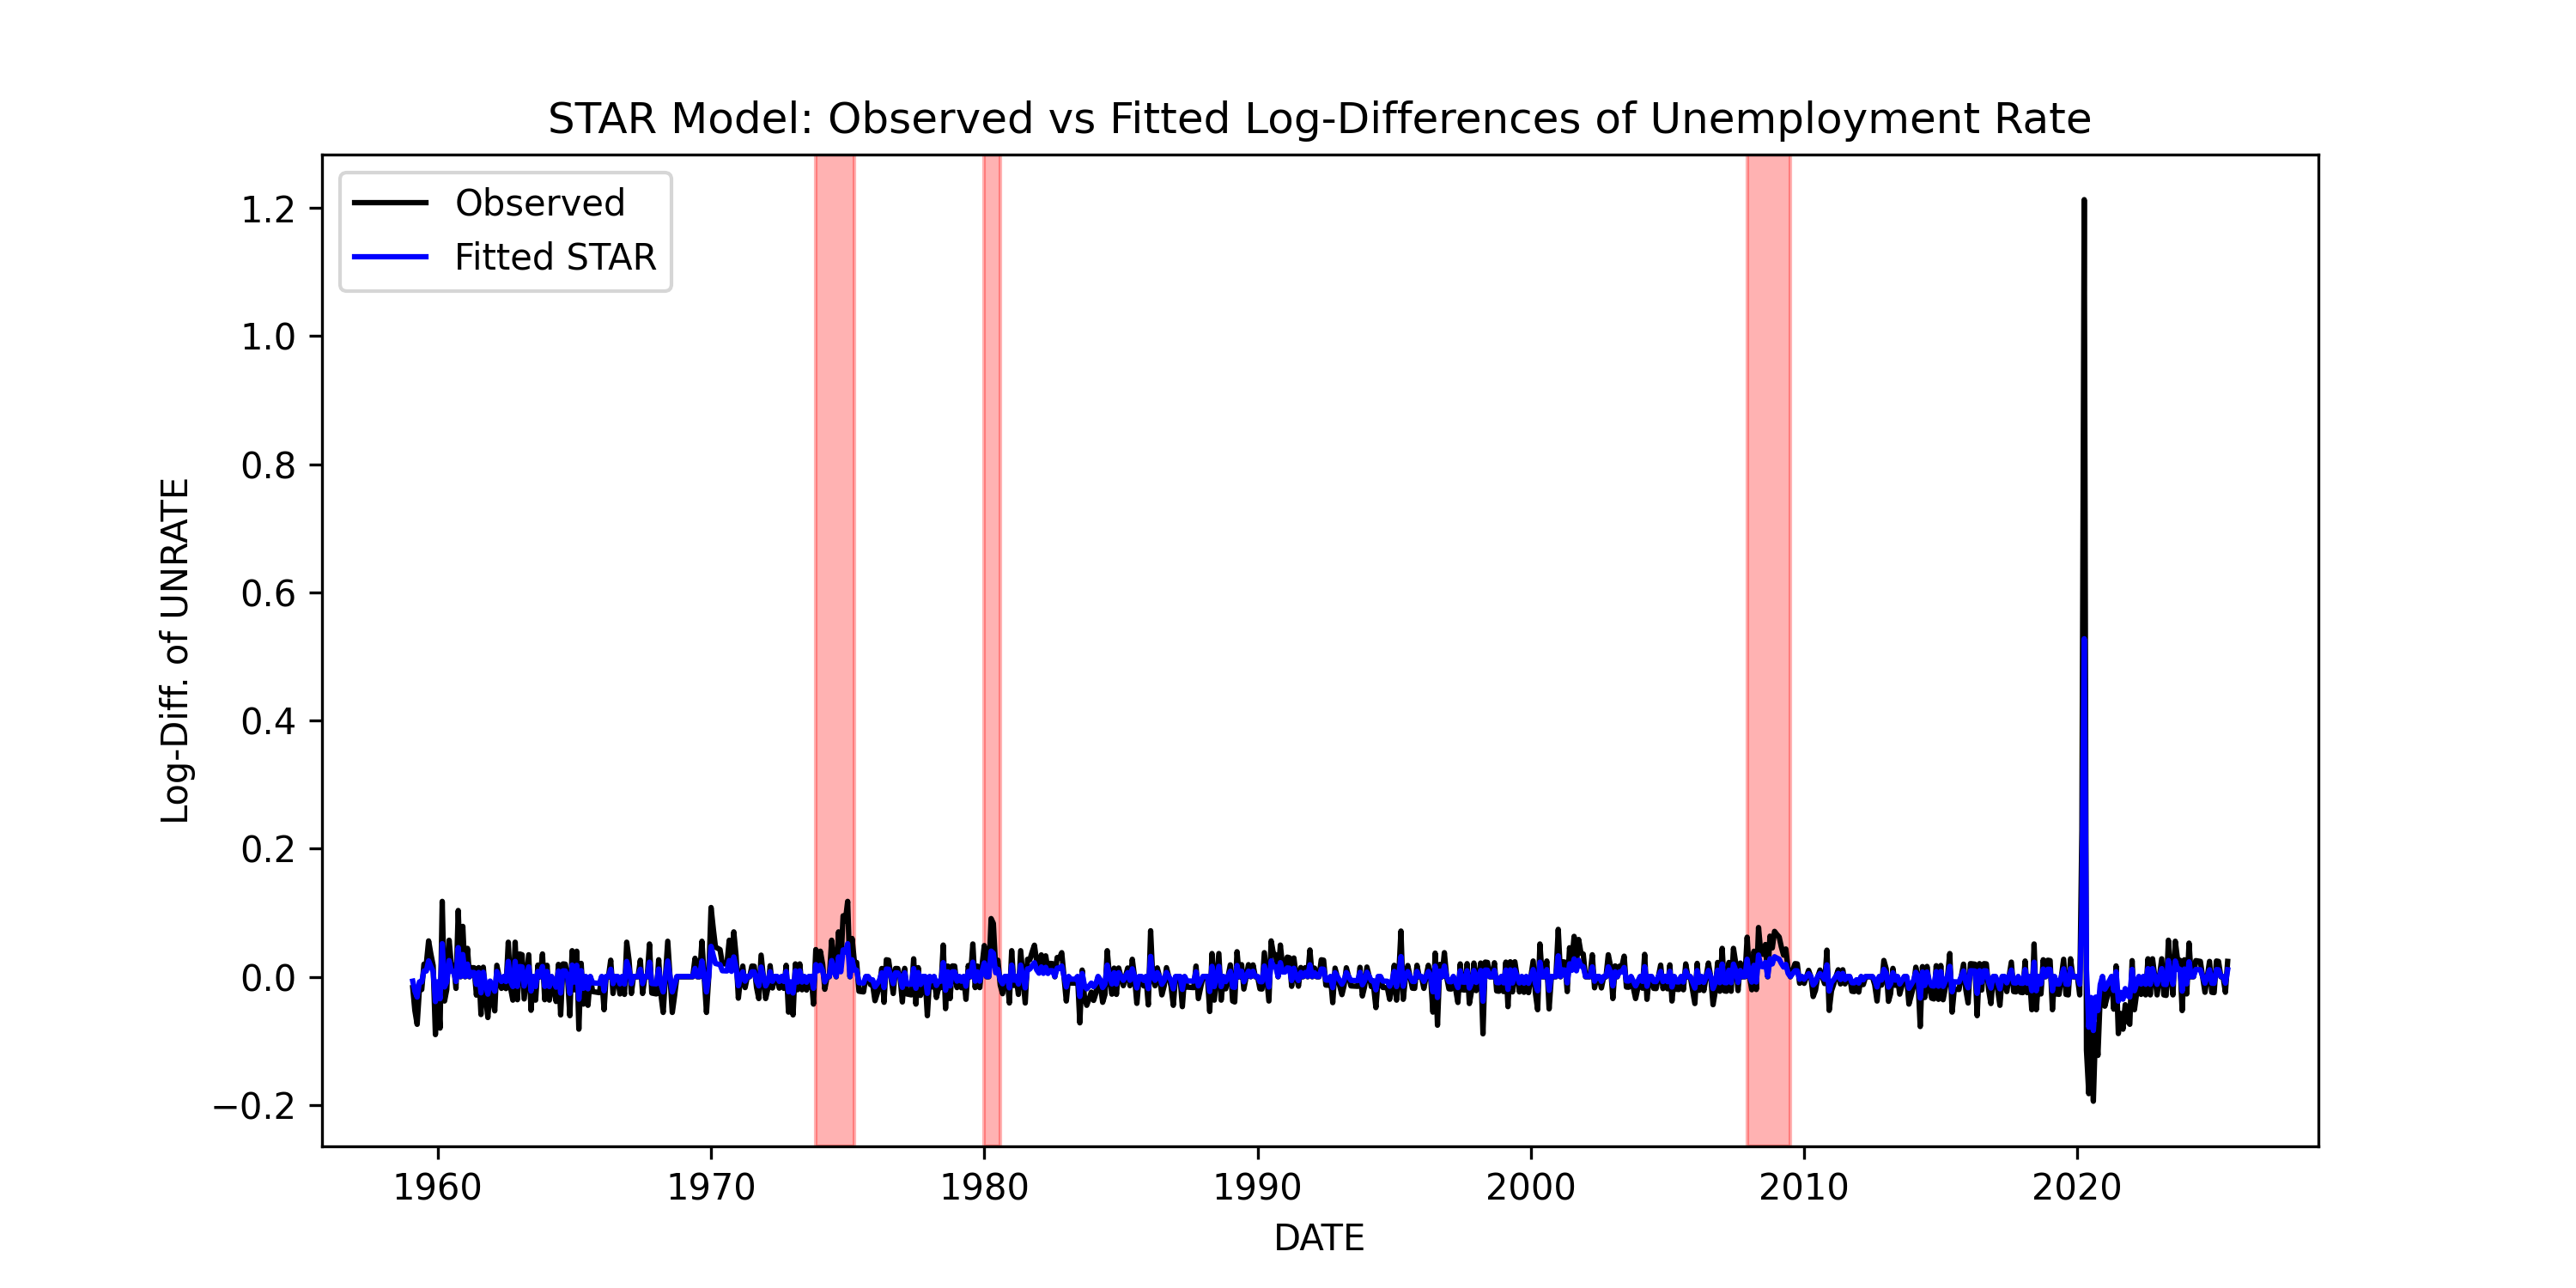 STAR Model: Observed vs Fitted Log-Differences of Unemployment Rate
Observed
Fitted STAR
Log-Diff. of UNRATE
1.2
1.0
0.8
0.6
0.4
0.2
0.0
−0.2
1960 1970 1980 1990 2000 2010 2020
DATE